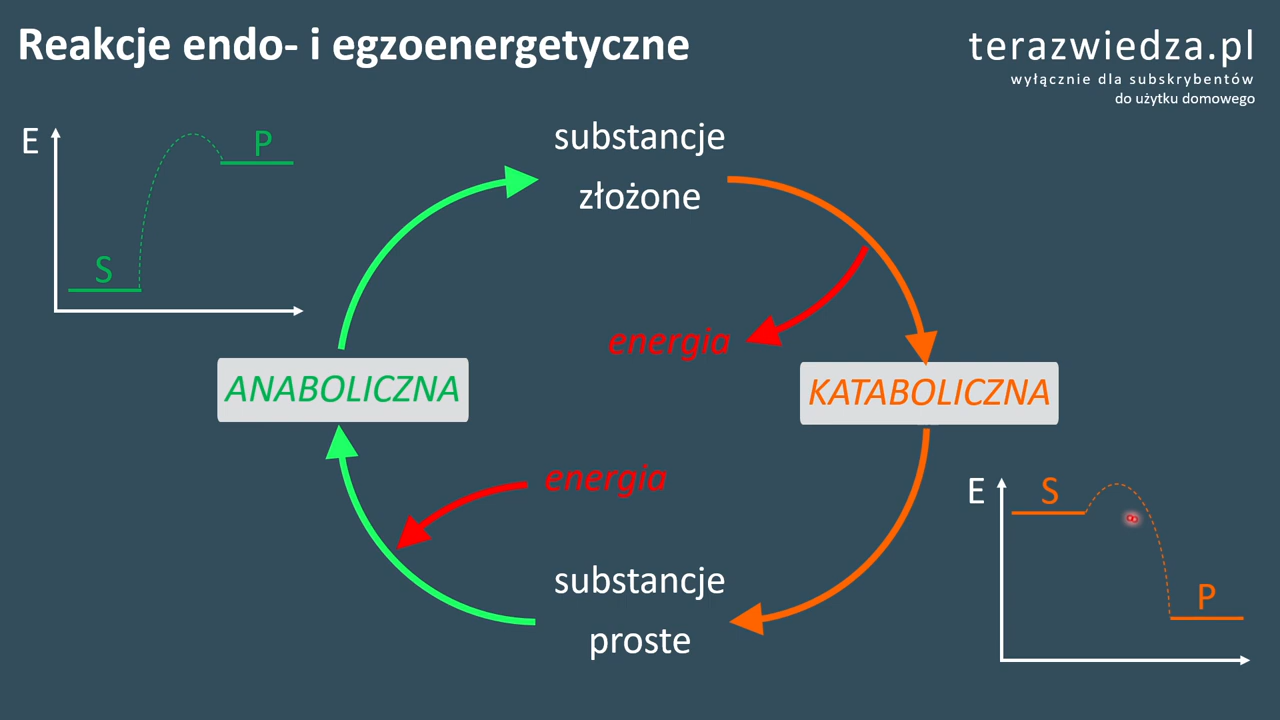 Reakcje endo- i egzoenergetyczne
terazwiedza.pl
wyłącznie dla subskrybentów
do użytku domowego
E
P
S
substancje
złożone
energia
ANABOLICZNA
KATABOLICZNA
energia
substancje
proste
E
S
P